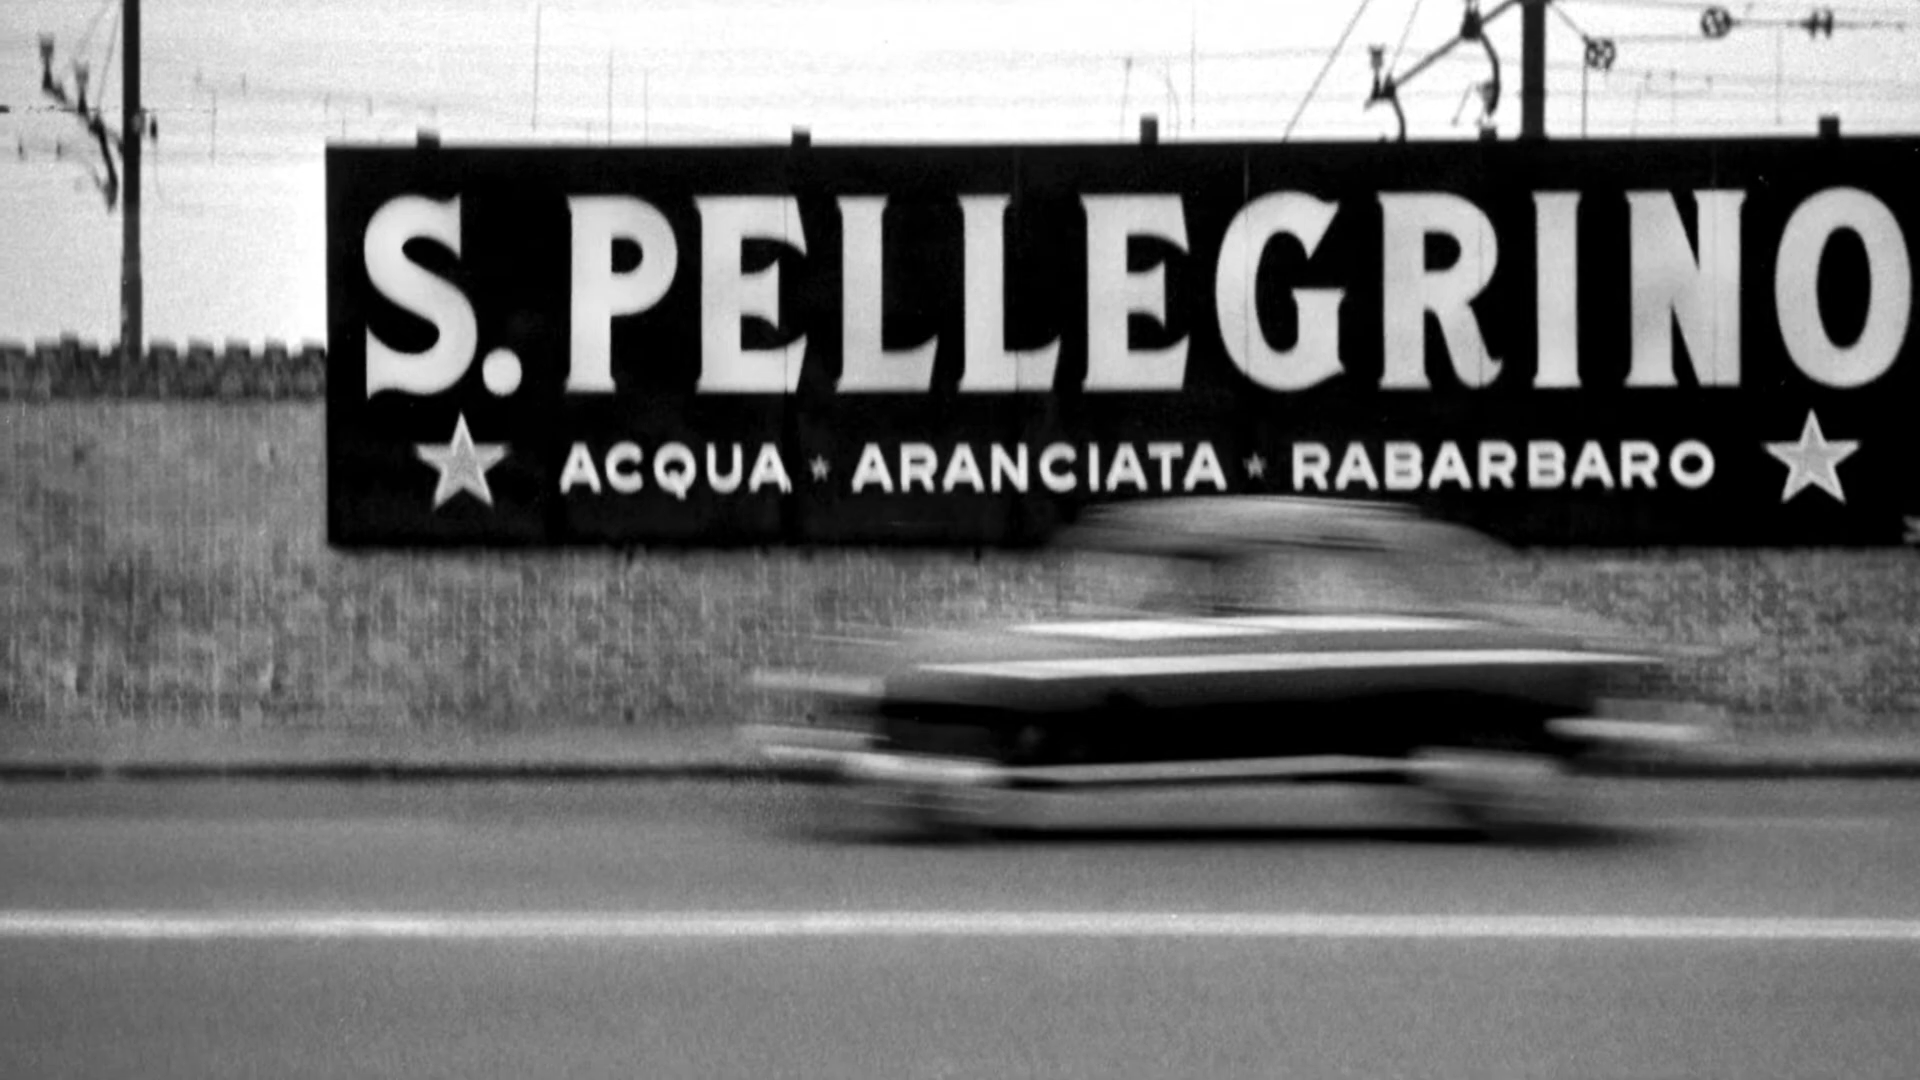 S. PELLEGRINO
★ ACQUA ★ ARANCIATA ★ RABARBARO ★